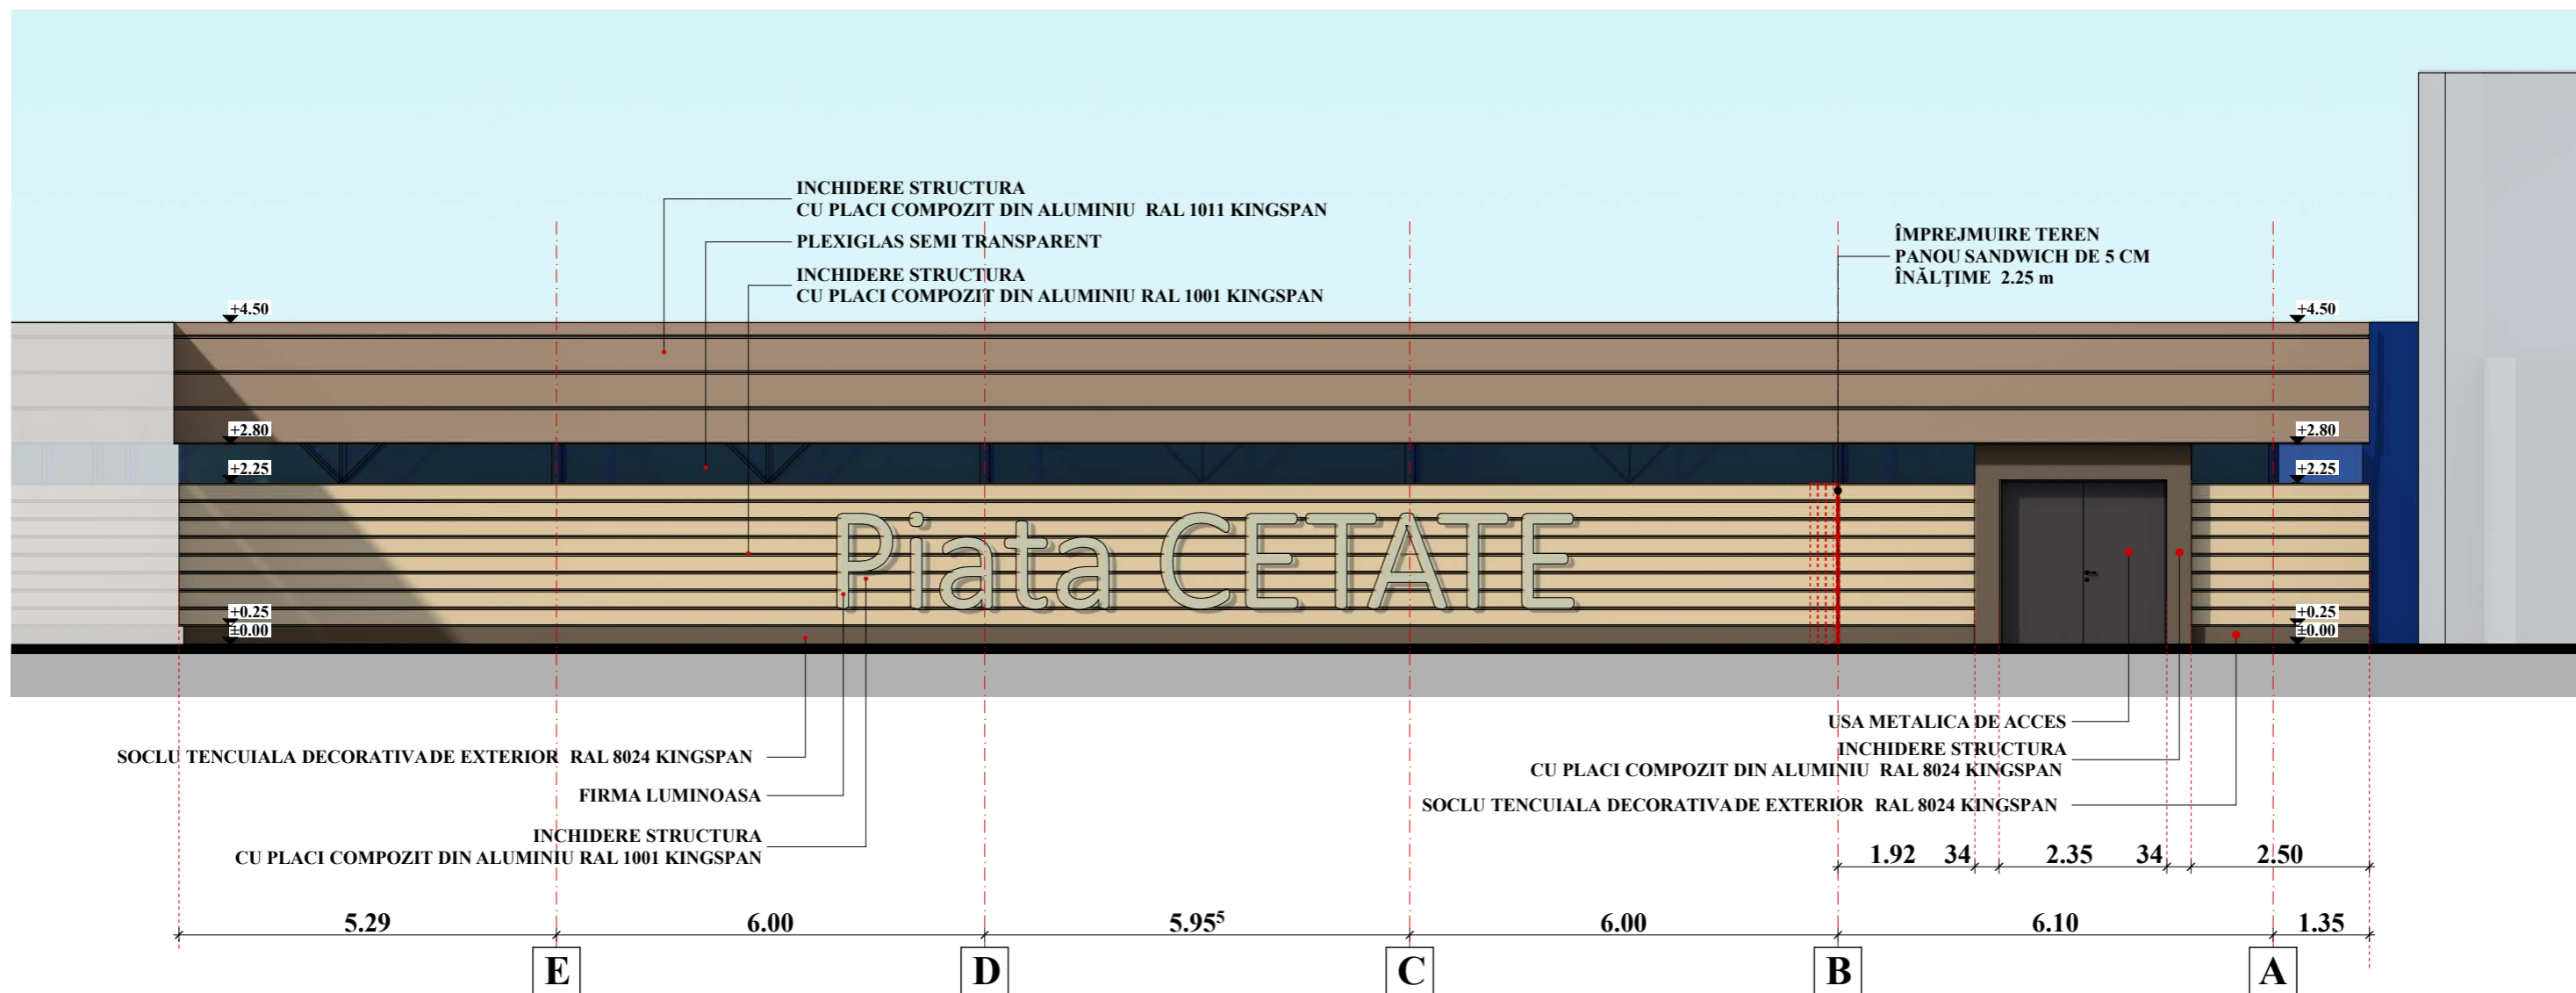 INCHIDERE STRUCTURA
CU PLACI COMPOZIT DIN ALUMINIU RAL 1011 KINGSPAN
PLEXIGLAS SEMI TRANSPARENT
INCHIDERE STRUCTURA
CU PLACI COMPOZIT DIN ALUMINIU RAL 1001 KINGSPAN
ÎMPREJMUIRE TEREN
PANOU SANDWICH DE 5 CM
ÎNĂLŢIME 2.25 m
+4.50
+4.50
+2.80
+2.80
+2.25
+2.25
Piata CETATE
+0.25
+0.25
±0.00
±0.00
USA METALICA DE ACCES
INCHIDERE STRUCTURA
CU PLACI COMPOZIT DIN ALUMINIU RAL 8024 KINGSPAN
SOCLU TENCUIALA DECORATIVA DE EXTERIOR RAL 8024 KINGSPAN
SOCLU TENCUIALA DECORATIVA DE EXTERIOR RAL 8024 KINGSPAN
FIRMA LUMINOASA
INCHIDERE STRUCTURA
CU PLACI COMPOZIT DIN ALUMINIU RAL 1001 KINGSPAN
1.92 34 2.35 34 2.50
5.29 6.00 5.95⁵ 6.00 6.10 1.35
E D C B A